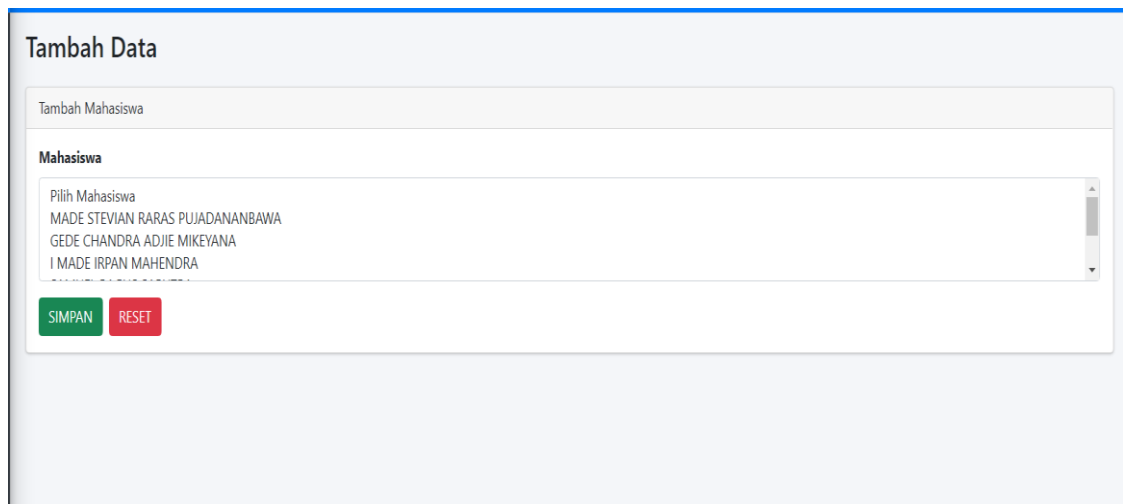 Tambah Data
Tambah Mahasiswa
Mahasiswa
Pilih Mahasiswa
MADE STEVIAN RARAS PUJADANANBAWA
GEDE CHANDRA ADJIE MIKEYANA
I MADE IRPAN MAHENDRA
SIMPAN RESET